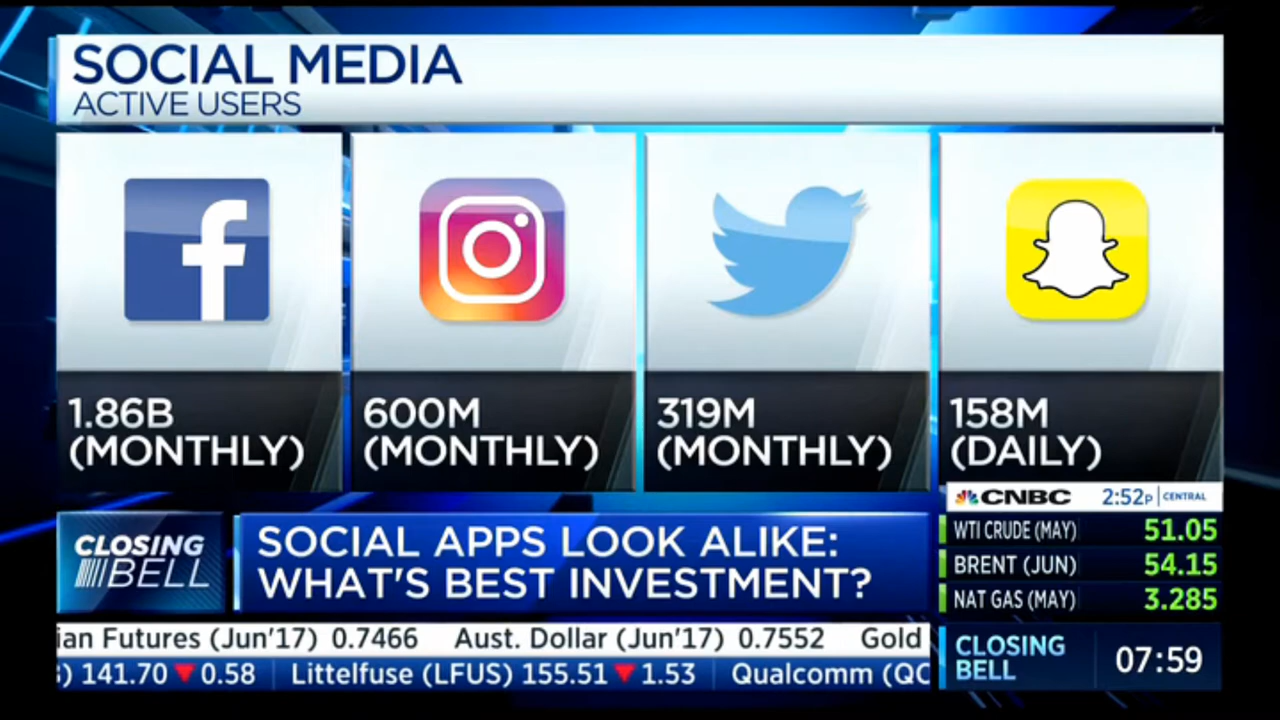 SOCIAL MEDIA
ACTIVE USERS
1.86B
(MONTHLY)
600M
(MONTHLY)
319M
(MONTHLY)
158M
(DAILY)
CNBC 2:52P CENTRAL
CLOSING
BELL
SOCIAL APPS LOOK ALIKE:
WHAT'S BEST INVESTMENT?
WTI CRUDE (MAY) 51.05
BRENT (JUN) 54.15
NAT GAS (MAY) 3.285
ian Futures (Jun'17) 0.7466 Aust. Dollar (Jun'17) 0.7552 Gold
) 141.70 ▼0.58 Littelfuse (LFUS) 155.51 ▼1.53 Qualcomm (QC
CLOSING
BELL
07:59